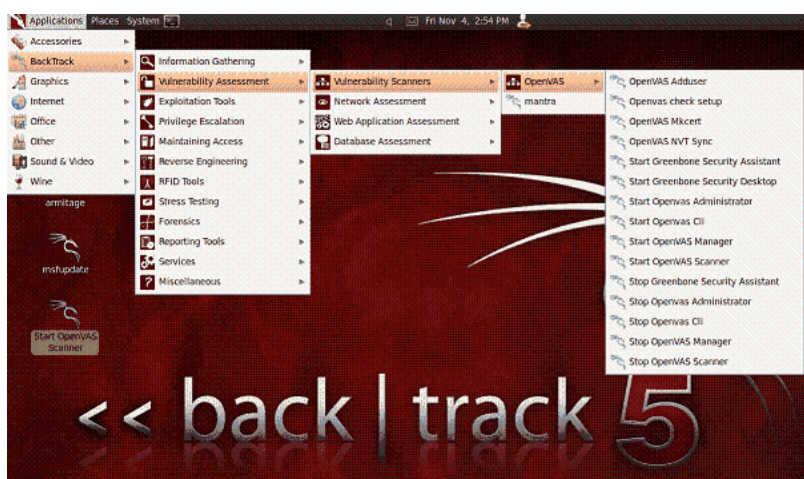 Applications Places System Fri Nov 4, 2:54 PM
Accessories
BackTrack
Graphics
Internet
Office
Other
Sound & Video
Wine
Information Gathering
Vulnerability Assessment
Exploitation Tools
Privilege Escalation
Maintaining Access
Reverse Engineering
RFID Tools
Stress Testing
Forensics
Reporting Tools
Services
Miscellaneous
Vulnerability Scanners
Network Assessment
Web Application Assessment
Database Assessment
OpenVAS
mantra
OpenVAS Adduser
Openvas check setup
OpenVAS Mkcert
OpenVAS NVT Sync
Start Greenbone Security Assistant
Start Greenbone Security Desktop
Start Openvas Administrator
Start Openvas Cli
Start OpenVAS Manager
Start OpenVAS Scanner
Stop Greenbone Security Assistant
Stop Openvas Administrator
Stop Openvas Cli
Stop OpenVAS Manager
Stop OpenVAS Scanner
armitage
msfupdate
Start OpenVAS
Scanner
<< back | track 5